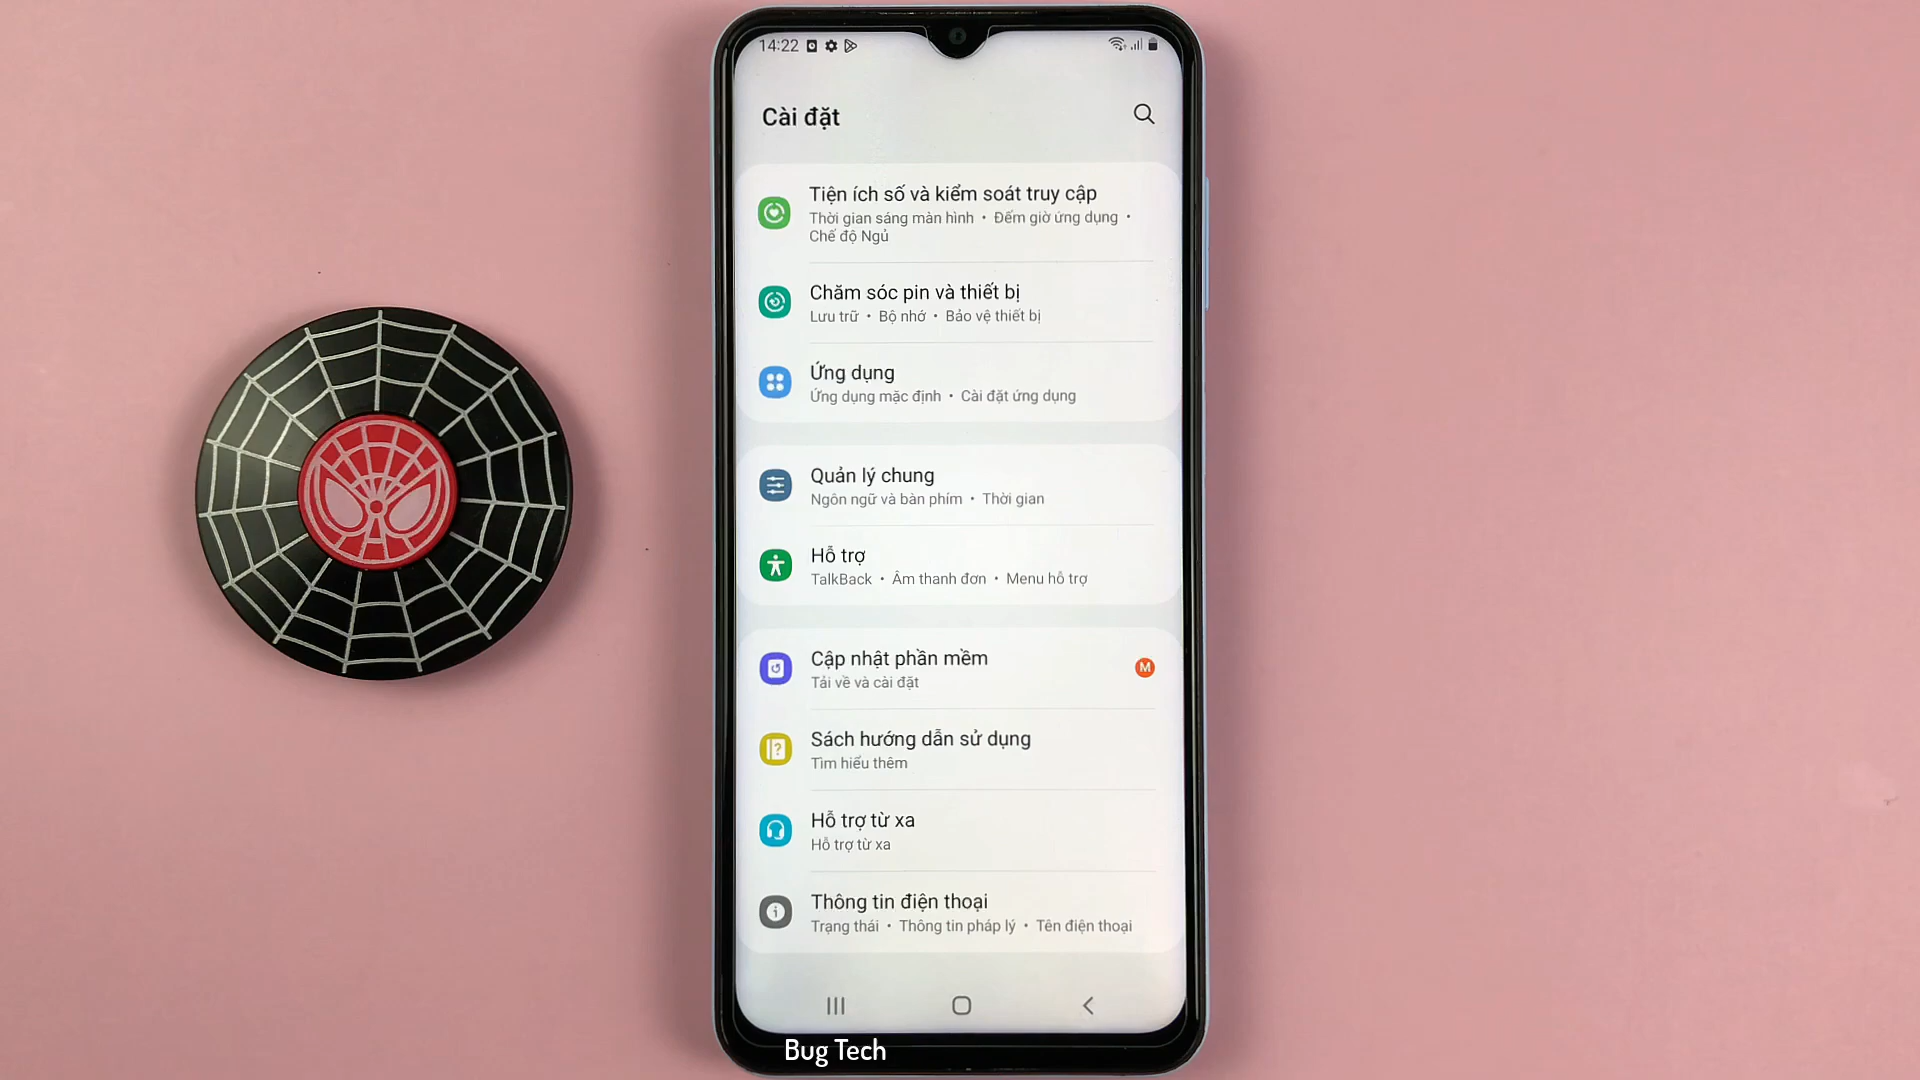 14:22
Cài đặt
Tiện ích số và kiểm soát truy cập
Thời gian sáng màn hình • Đếm giờ ứng dụng •
Chế độ Ngủ
Chăm sóc pin và thiết bị
Lưu trữ • Bộ nhớ • Bảo vệ thiết bị
Ứng dụng
Ứng dụng mặc định • Cài đặt ứng dụng
Quản lý chung
Ngôn ngữ và bàn phím • Thời gian
Hỗ trợ
TalkBack • Âm thanh đơn • Menu hỗ trợ
Cập nhật phần mềm
M
Tải về và cài đặt
Sách hướng dẫn sử dụng
Tìm hiểu thêm
Hỗ trợ từ xa
Hỗ trợ từ xa
Thông tin điện thoại
Trạng thái • Thông tin pháp lý • Tên điện thoại
Bug Tech